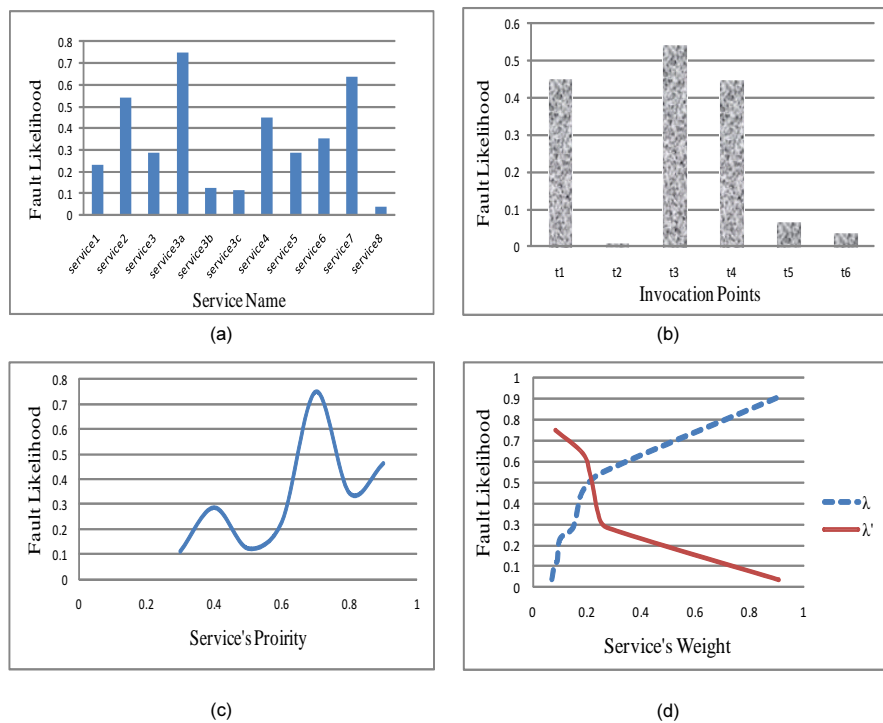 Fault Likelihood
0.8
0.7
0.6
0.5
0.4
0.3
0.2
0.1
0
service1
service2
service3
service3a
service3b
service3c
service4
service5
service6
service7
service8
Service Name
(a)
Fault Likelihood
0.6
0.5
0.4
0.3
0.2
0.1
0
t1 t2 t3 t4 t5 t6
Invocation Points
(b)
Fault Likelihood
0.8
0.7
0.6
0.5
0.4
0.3
0.2
0.1
0
0 0.2 0.4 0.6 0.8 1
Service's Proirity
(c)
Fault Likelihood
1
0.9
0.8
0.7
0.6
0.5
0.4
0.3
0.2
0.1
0
0 0.2 0.4 0.6 0.8 1
Service's Weight
λ
λ'
(d)